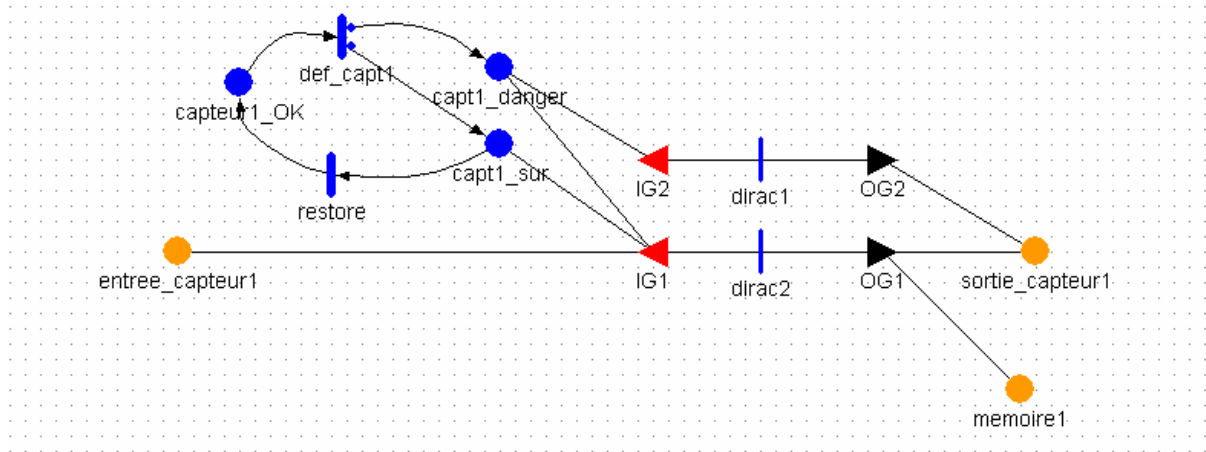 def_capt1
capt1_danger
capteur1_OK
capt1_sur
IG2
dirac1
OG2
restore
entree_capteur1
IG1
dirac2
OG1
sortie_capteur1
memoire1